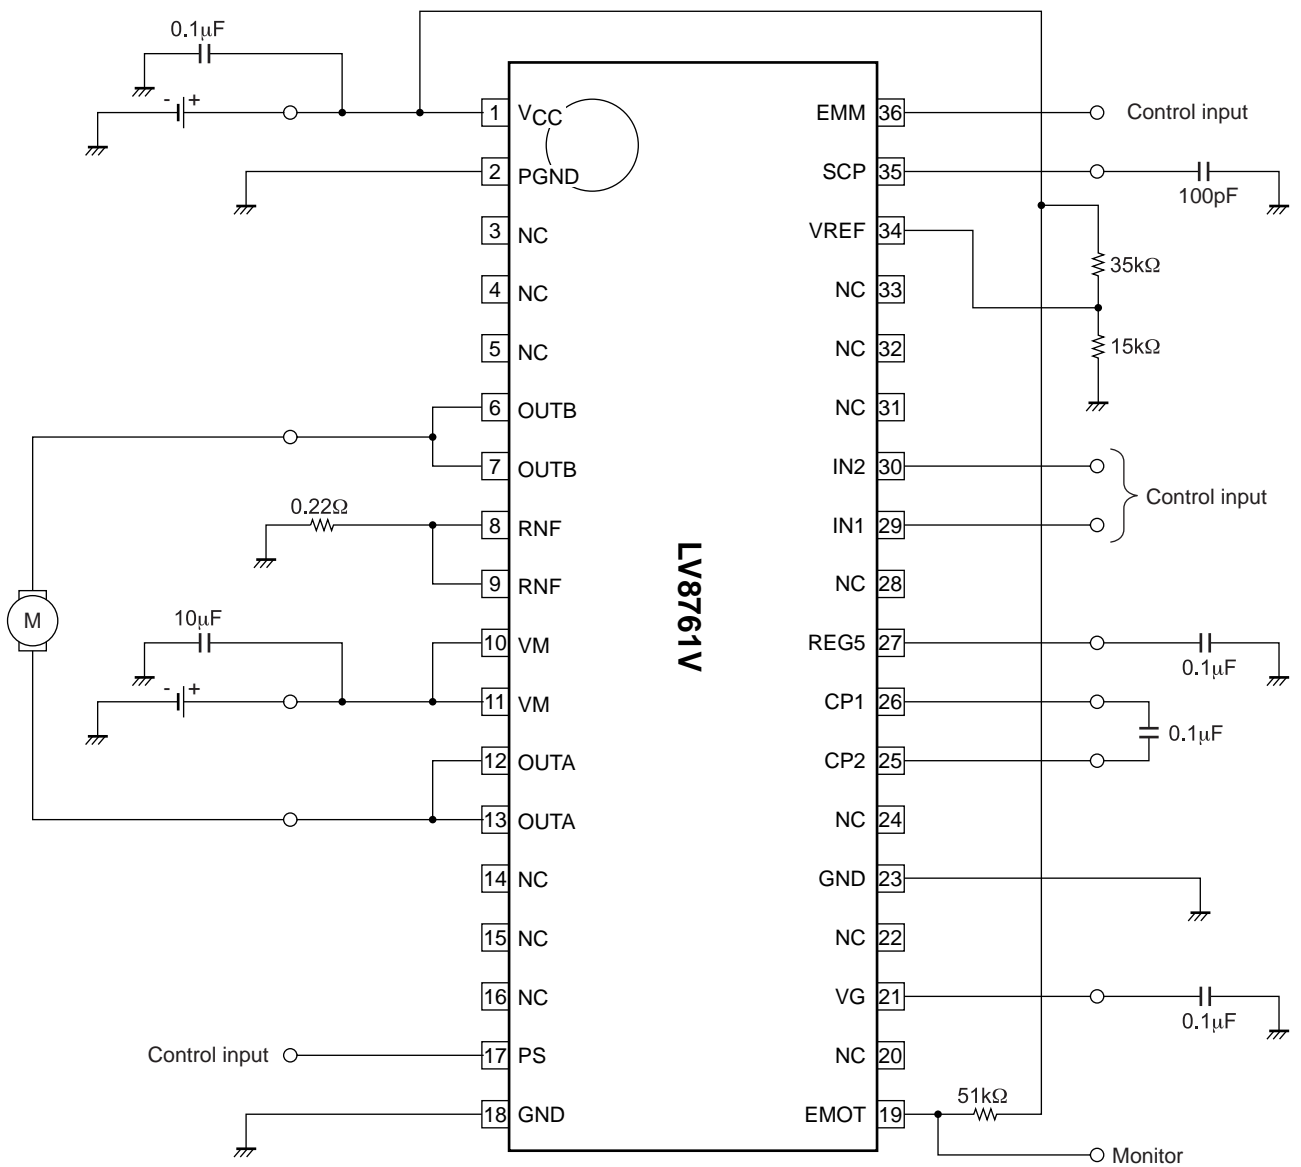 0.1µF
- +
1 VCC
EMM 36
Control input
2 PGND
SCP 35
100pF
3 NC
VREF 34
35kΩ
4 NC
NC 33
5 NC
NC 32
15kΩ
6 OUTB
NC 31
7 OUTB
IN2 30
Control input
0.22Ω
8 RNF
IN1 29
LV8761V
9 RNF
NC 28
M
10µF
10 VM
REG5 27
0.1µF
- +
11 VM
CP1 26
0.1µF
12 OUTA
CP2 25
13 OUTA
NC 24
14 NC
GND 23
15 NC
NC 22
16 NC
VG 21
0.1µF
Control input
17 PS
NC 20
18 GND
EMOT 19
51kΩ
Monitor